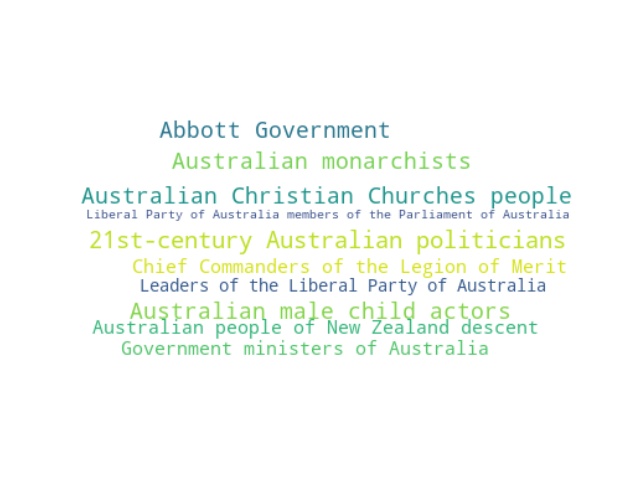 Abbott Government
Australian monarchists
Australian Christian Churches people
Liberal Party of Australia members of the Parliament of Australia
21st-century Australian politicians
Chief Commanders of the Legion of Merit
Leaders of the Liberal Party of Australia
Australian male child actors
Australian people of New Zealand descent
Government ministers of Australia